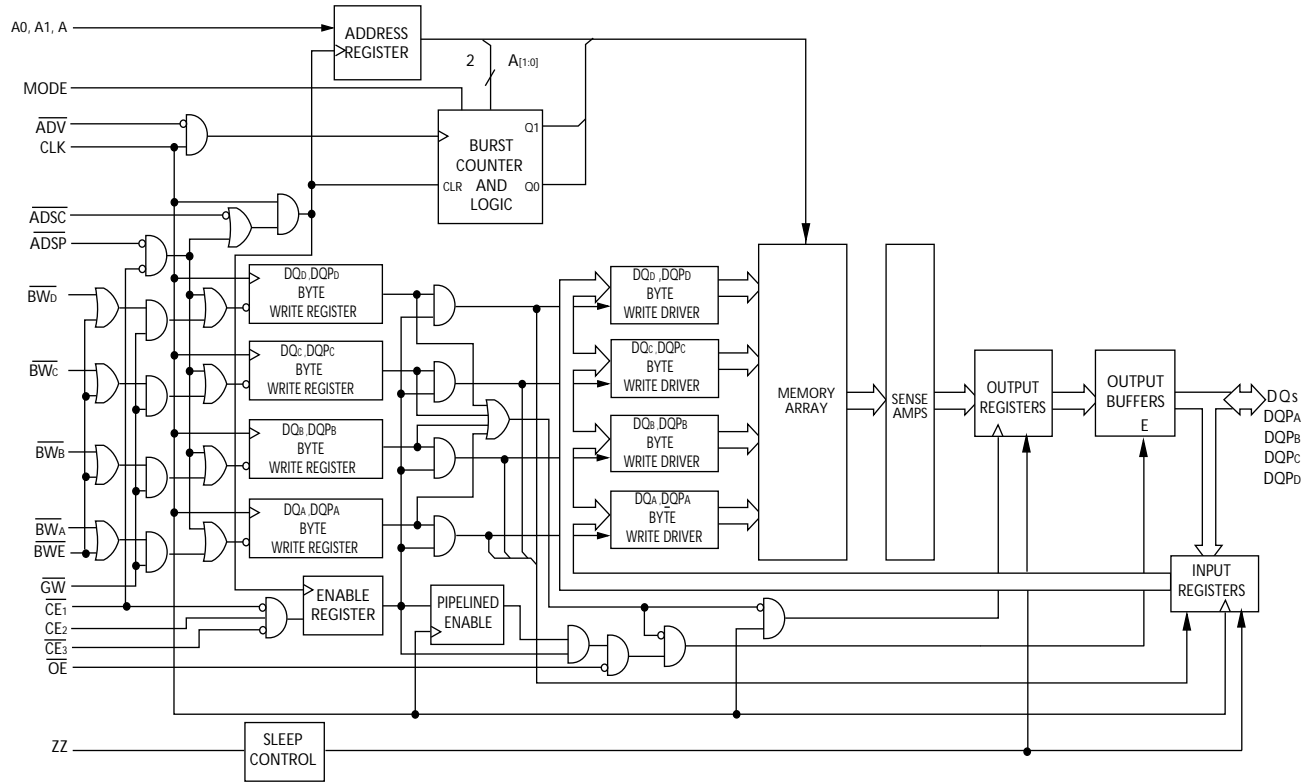 A0, A1, A
ADDRESS
REGISTER
2 A[1:0]
MODE
ADV
CLK
BURST
COUNTER
AND
LOGIC
CLR
Q1
Q0
ADSC
ADSP
BWD
BWC
BWB
BWA
BWE
GW
CE1
CE2
CE3
OE
ZZ
DQD,DQPD
BYTE
WRITE REGISTER
DQC,DQPC
BYTE
WRITE REGISTER
DQB,DQPB
BYTE
WRITE REGISTER
DQA,DQPA
BYTE
WRITE REGISTER
ENABLE
REGISTER
PIPELINED
ENABLE
SLEEP
CONTROL
DQD,DQPD
BYTE
WRITE DRIVER
DQC,DQPC
BYTE
WRITE DRIVER
DQB,DQPB
BYTE
WRITE DRIVER
DQA,DQPA
BYTE
WRITE DRIVER
MEMORY
ARRAY
SENSE
AMPS
OUTPUT
REGISTERS
OUTPUT
BUFFERS
E
DQs
DQPA
DQPB
DQPC
DQPD
INPUT
REGISTERS